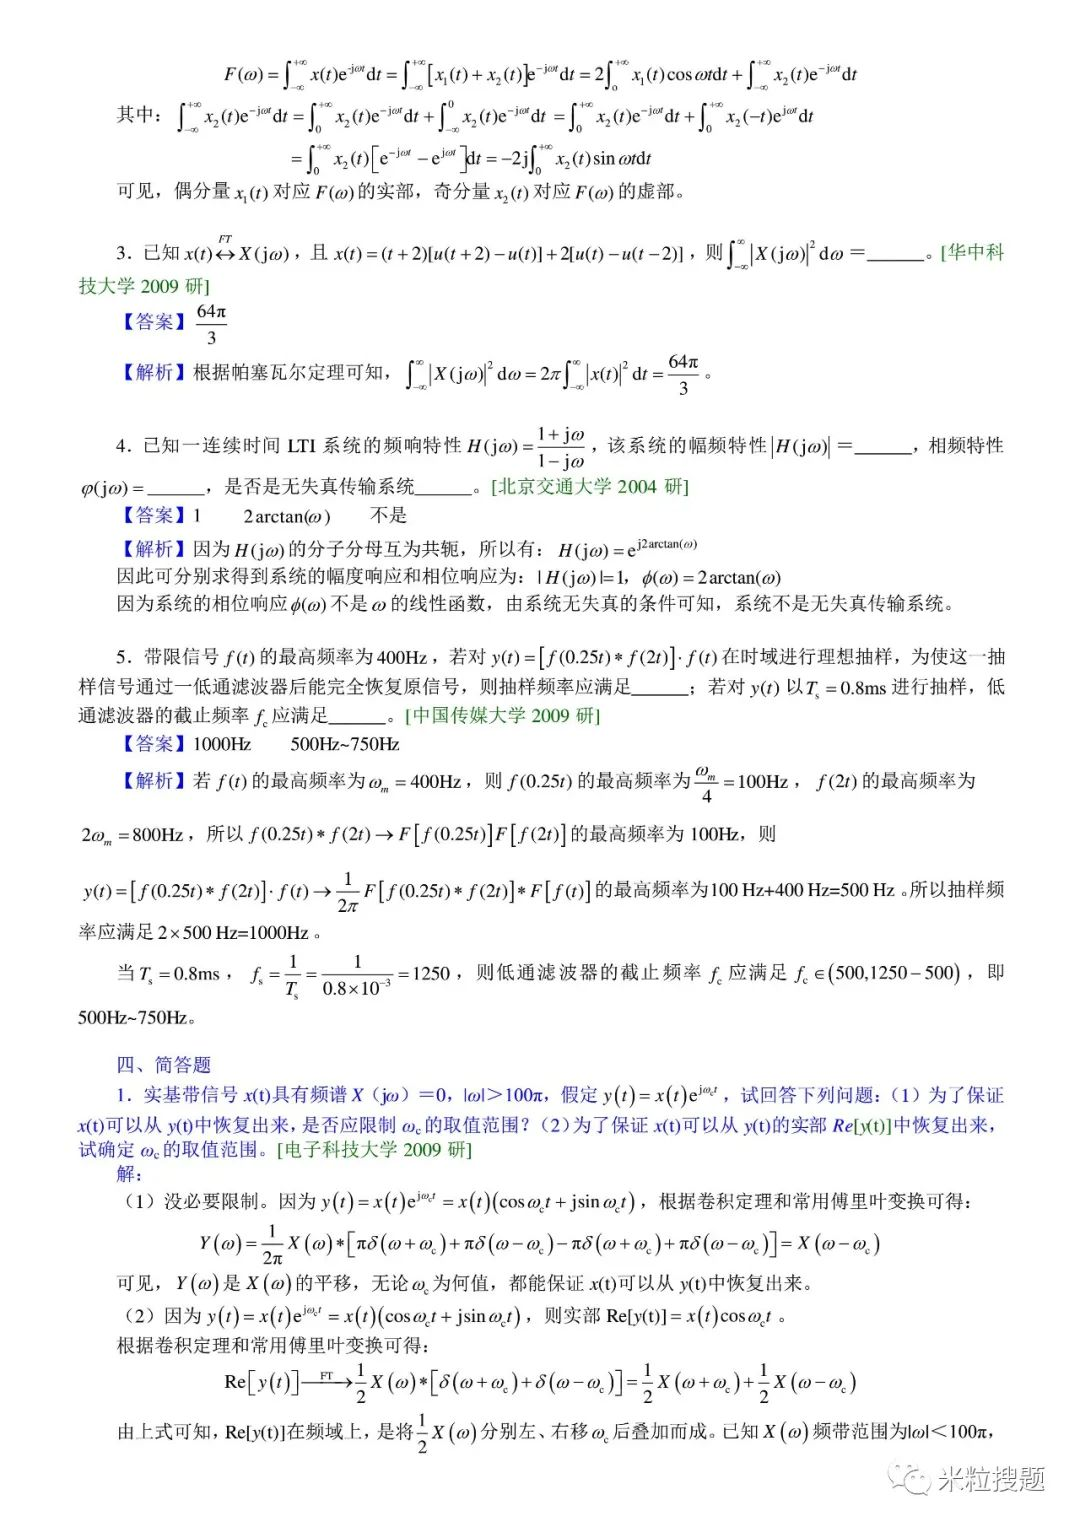 F(ω) = ∫_{-∞}^{+∞} x(t)e^{-jωt}dt = ∫_{-∞}^{+∞} [x₁(t) + x₂(t)]e^{-jωt}dt = 2∫_{0}^{+∞} x₁(t)cos ωtdt + ∫_{-∞}^{+∞} x₂(t)e^{-jωt}dt
其中：∫_{-∞}^{+∞} x₂(t)e^{-jωt}dt = ∫_{0}^{+∞} x₂(t)e^{-jωt}dt + ∫_{-∞}^{0} x₂(t)e^{-jωt}dt = ∫_{0}^{+∞} x₂(t)e^{-jωt}dt + ∫_{0}^{+∞} x₂(-t)e^{jωt}dt
= ∫_{0}^{+∞} x₂(t)[e^{-jωt} − e^{jωt}]dt = −2j∫_{0}^{+∞} x₂(t)sin ωtdt
可见，偶分量 x₁(t) 对应 F(ω) 的实部，奇分量 x₂(t) 对应 F(ω) 的虚部。
3．已知 x(t) ↔^{FT} X(jω)，且 x(t) = (t+2)[u(t+2) − u(t)] + 2[u(t) − u(t−2)]，则 ∫_{-∞}^{∞} |X(jω)|² dω ＝______。[华中科
技大学 2009 研]
【答案】64π/3
【解析】根据帕塞瓦尔定理可知，∫_{-∞}^{∞} |X(jω)|² dω = 2π∫_{-∞}^{∞} |x(t)|² dt = 64π/3 。
4．已知一连续时间 LTI 系统的频响特性 H(jω) = (1+jω)/(1−jω)，该系统的幅频特性 |H(jω)| ＝______，相频特性
φ(jω) = ______，是否是无失真传输系统______。[北京交通大学 2004 研]
【答案】1 2arctan(ω) 不是
【解析】因为 H(jω) 的分子分母互为共轭，所以有：H(jω) = e^{j2arctan(ω)}
因此可分别求得到系统的幅度响应和相位响应为：|H(jω)|=1，ϕ(ω) = 2arctan(ω)
因为系统的相位响应 ϕ(ω) 不是 ω 的线性函数，由系统无失真的条件可知，系统不是无失真传输系统。
5．带限信号 f(t) 的最高频率为 400Hz，若对 y(t) = [f(0.25t) * f(2t)]·f(t) 在时域进行理想抽样，为使这一抽
样信号通过一低通滤波器后能完全恢复原信号，则抽样频率应满足______；若对 y(t) 以 Tₛ = 0.8ms 进行抽样，低
通滤波器的截止频率 f_c 应满足______。[中国传媒大学 2009 研]
【答案】1000Hz 500Hz~750Hz
【解析】若 f(t) 的最高频率为 ω_m = 400Hz，则 f(0.25t) 的最高频率为 ω_m/4 = 100Hz，f(2t) 的最高频率为
2ω_m = 800Hz，所以 f(0.25t) * f(2t) → F[f(0.25t)]F[f(2t)] 的最高频率为 100Hz，则
y(t) = [f(0.25t) * f(2t)]·f(t) → 1/2π F[f(0.25t) * f(2t)] * F[f(t)] 的最高频率为100 Hz+400 Hz=500 Hz 。所以抽样频
率应满足 2×500 Hz=1000Hz 。
当 Tₛ = 0.8ms，fₛ = 1/Tₛ = 1/(0.8×10⁻³) = 1250，则低通滤波器的截止频率 f_c 应满足 f_c ∈ (500,1250−500)，即
500Hz~750Hz。
四、简答题
1．实基带信号 x(t)具有频谱 X（jω）＝0，|ω|＞100π，假定 y(t) = x(t)e^{jω_c t}，试回答下列问题：（1）为了保证
x(t)可以从 y(t)中恢复出来，是否应限制 ω_c 的取值范围？（2）为了保证 x(t)可以从 y(t)的实部 Re[y(t)]中恢复出来，
试确定 ω_c 的取值范围。[电子科技大学 2009 研]
解：
（1）没必要限制。因为 y(t) = x(t)e^{jω_c t} = x(t)(cos ω_c t + jsin ω_c t)，根据卷积定理和常用傅里叶变换可得：
Y(ω) = 1/2π X(ω) * [πδ(ω+ω_c) + πδ(ω−ω_c) − πδ(ω+ω_c) + πδ(ω−ω_c)] = X(ω−ω_c)
可见，Y(ω) 是 X(ω) 的平移，无论 ω_c 为何值，都能保证 x(t)可以从 y(t)中恢复出来。
（2）因为 y(t) = x(t)e^{jω_c t} = x(t)(cos ω_c t + jsin ω_c t)，则实部 Re[y(t)] = x(t)cos ω_c t 。
根据卷积定理和常用傅里叶变换可得：
Re[y(t)] —FT→ 1/2 X(ω) * [δ(ω+ω_c) + δ(ω−ω_c)] = 1/2 X(ω+ω_c) + 1/2 X(ω−ω_c)
由上式可知，Re[y(t)]在频域上，是将 1/2 X(ω) 分别左、右移 ω_c 后叠加而成。已知 X(ω) 频带范围为|ω|＜100π，
米粒搜题